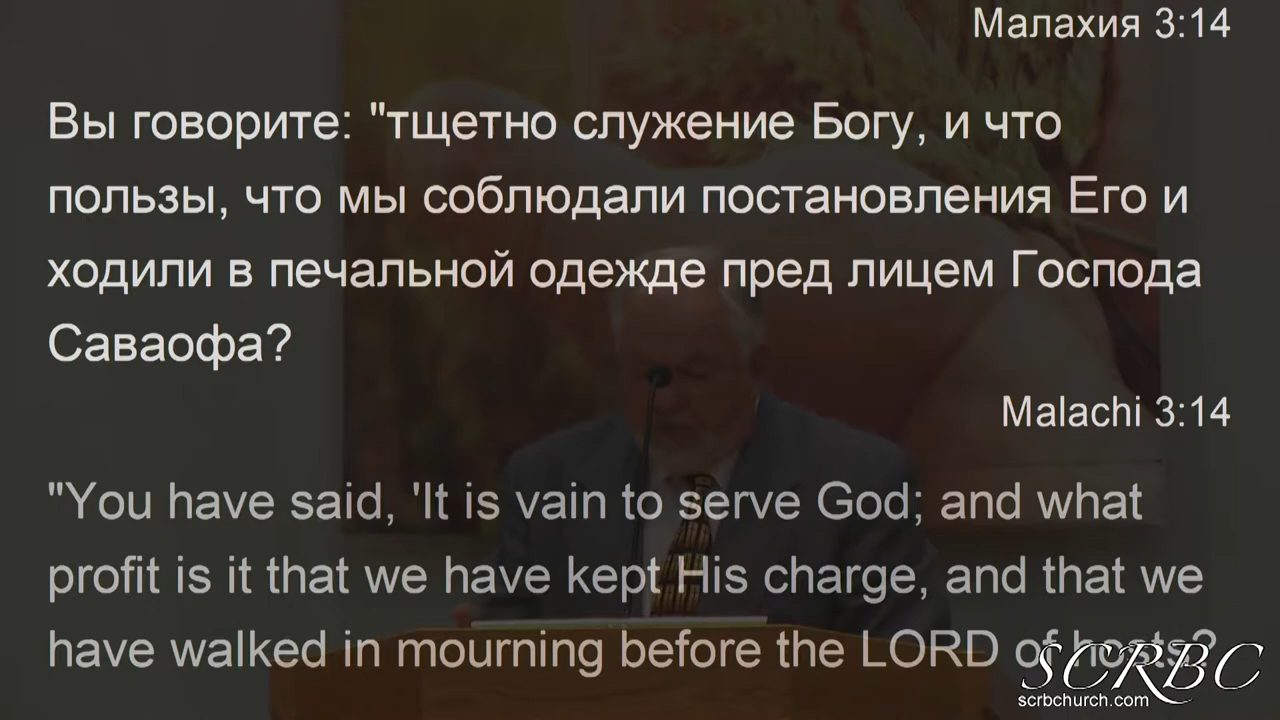 Малахия 3:14
Вы говорите: "тщетно служение Богу, и что
пользы, что мы соблюдали постановления Его и
ходили в печальной одежде пред лицем Господа
Саваофа?
Malachi 3:14
"You have said, 'It is vain to serve God; and what
profit is it that we have kept His charge, and that we
have walked in mourning before the LORD of hosts?
SCRBC
scrbchurch.com